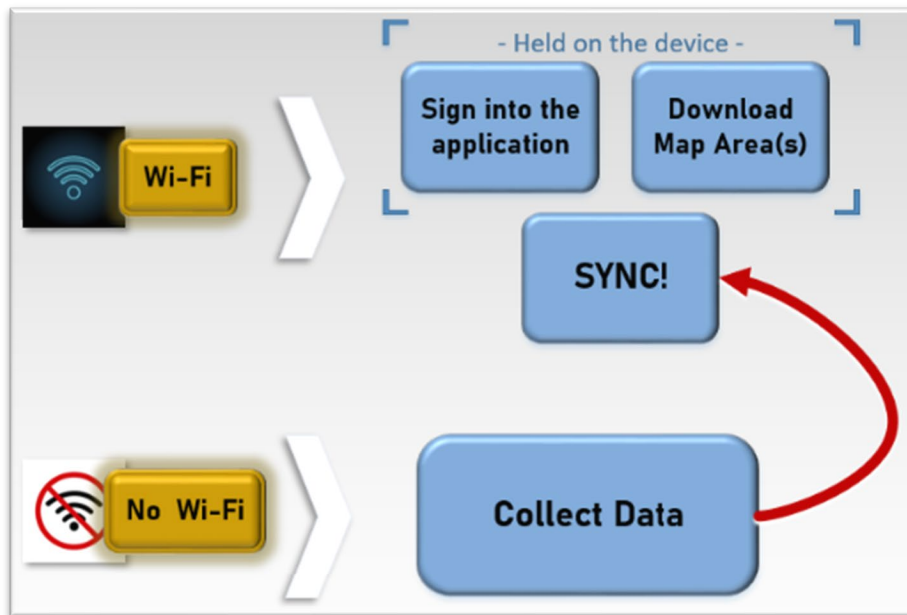 - Held on the device -
Sign into the
application
Download
Map Area(s)
Wi-Fi
SYNC!
No Wi-Fi
Collect Data